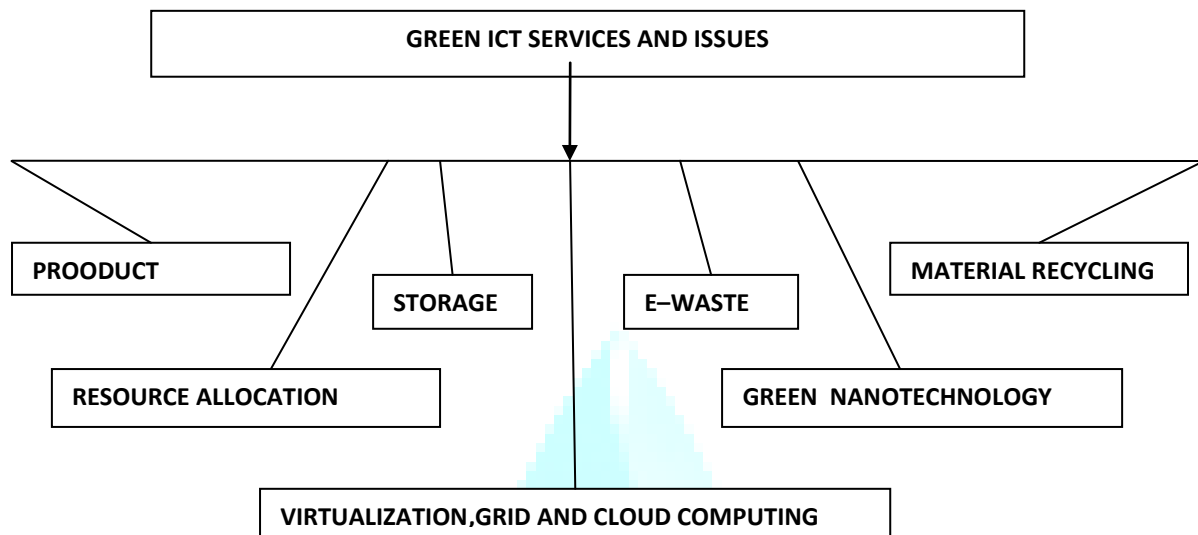 GREEN ICT SERVICES AND ISSUES
PROODUCT
MATERIAL RECYCLING
STORAGE
E–WASTE
RESOURCE ALLOCATION
GREEN NANOTECHNOLOGY
VIRTUALIZATION,GRID AND CLOUD COMPUTING